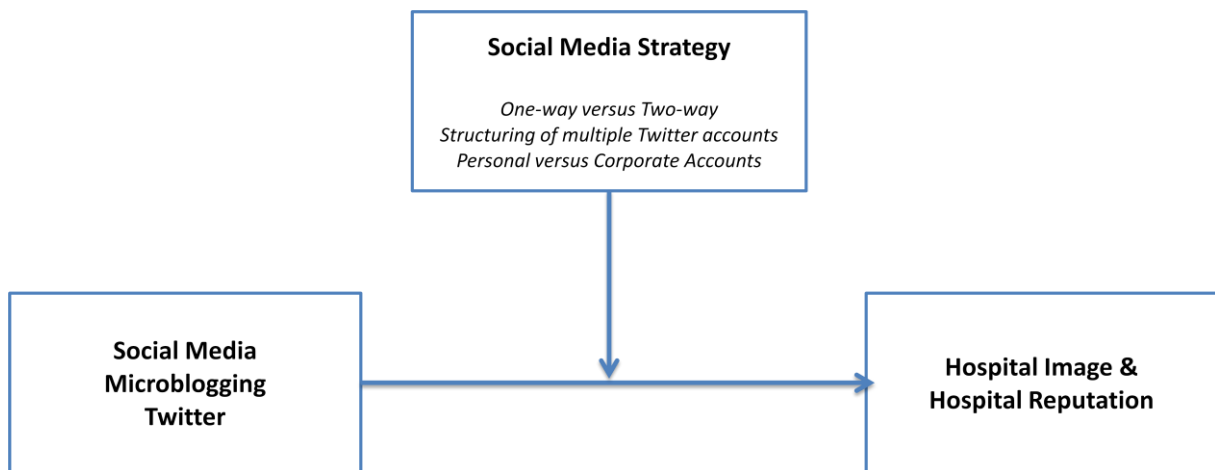 Social Media Strategy
One-way versus Two-way
Structuring of multiple Twitter accounts
Personal versus Corporate Accounts
Social Media
Microblogging
Twitter
Hospital Image &
Hospital Reputation